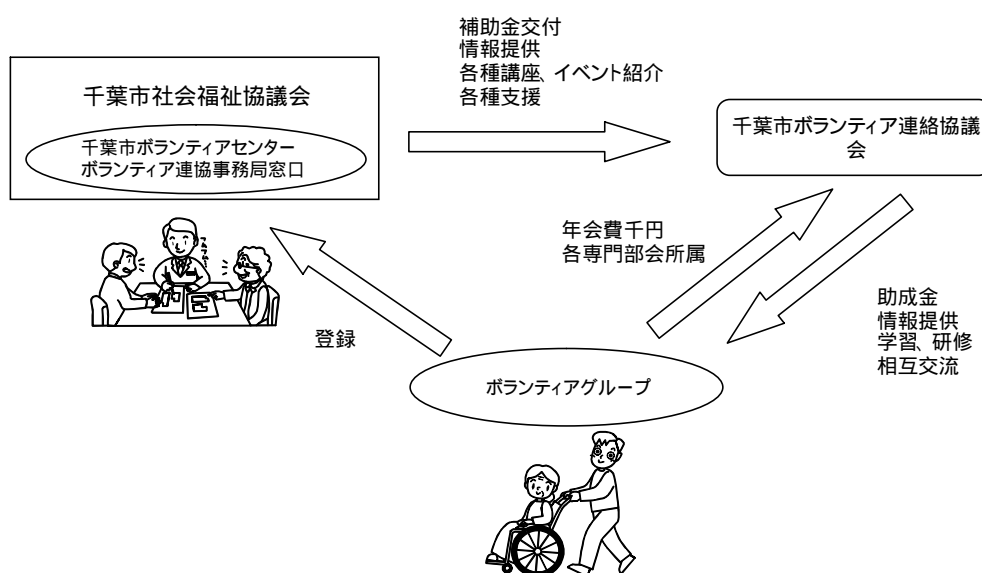 補助金交付
情報提供
各種講座、イベント紹介
各種支援
千葉市社会福祉協議会
千葉市ボランティアセンター
ボランティア連協事務局窓口
千葉市ボランティア連絡協議
会
年会費千円
各専門部会所属
助成金
情報提供
学習、研修
相互交流
登録
ボランティアグループ